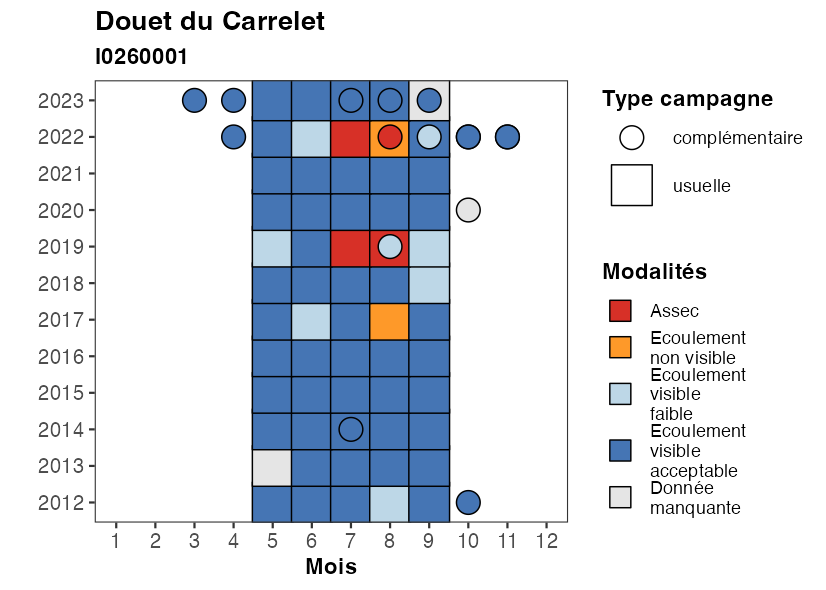 Douet du Carrelet
I0260001
2023
2022
2021
2020
2019
2018
2017
2016
2015
2014
2013
2012
1 2 3 4 5 6 7 8 9 10 11 12
Mois
Type campagne
complémentaire
usuelle
Modalités
Assec
Ecoulement
non visible
Ecoulement
visible
faible
Ecoulement
visible
acceptable
Donnée
manquante